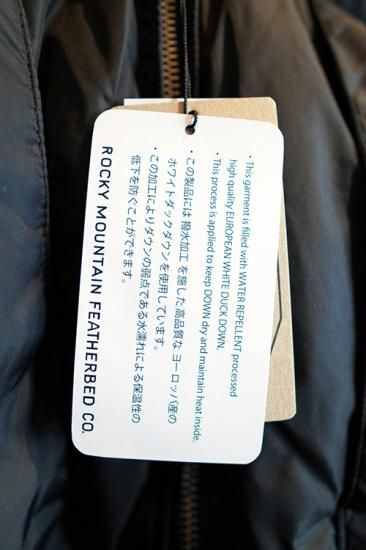 ・This garment is filled with WATER REPELLENT processed
high quality EUROPEAN WHITE DUCK DOWN.
・This process is applied to keep DOWN dry and maintain heat inside.
・この製品には 撥水加工 を施した 高品質な ヨーロッパ産の
ホワイトダックダウンを使用しています。
・この加工によりダウンの弱点である水濡れによる保温性の
低下を防ぐことができます。
ROCKY MOUNTAIN FEATHERBED CO.